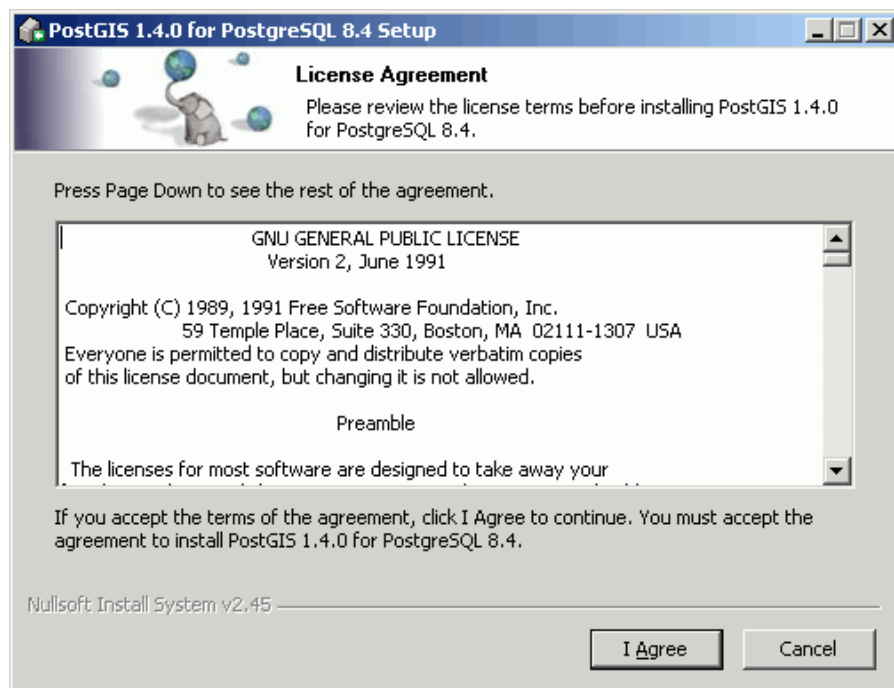 PostGIS 1.4.0 for PostgreSQL 8.4 Setup
License Agreement
Please review the license terms before installing PostGIS 1.4.0
for PostgreSQL 8.4.
Press Page Down to see the rest of the agreement.
GNU GENERAL PUBLIC LICENSE
Version 2, June 1991
Copyright (C) 1989, 1991 Free Software Foundation, Inc.
59 Temple Place, Suite 330, Boston, MA 02111-1307 USA
Everyone is permitted to copy and distribute verbatim copies
of this license document, but changing it is not allowed.
Preamble
The licenses for most software are designed to take away your
If you accept the terms of the agreement, click I Agree to continue. You must accept the
agreement to install PostGIS 1.4.0 for PostgreSQL 8.4.
Nullsoft Install System v2.45
I Agree
Cancel